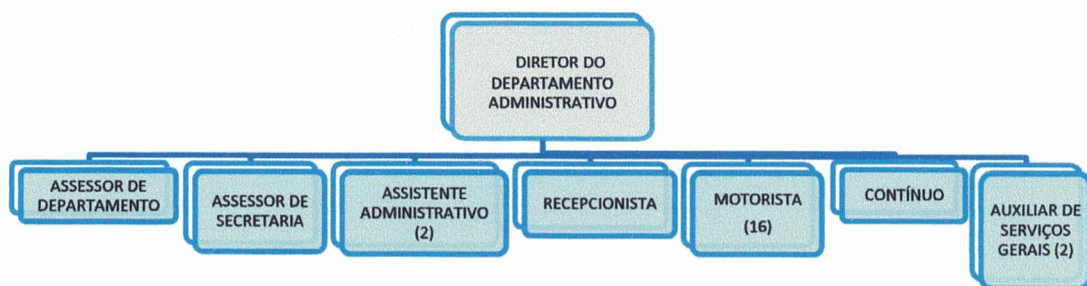 DIRETOR DO
DEPARTAMENTO
ADMINISTRATIVO
ASSESSOR DE
DEPARTAMENTO
ASSESSOR DE
SECRETARIA
ASSISTENTE
ADMINISTRATIVO
(2)
RECEPCIONISTA
MOTORISTA
(16)
CONTÍNUO
AUXILIAR DE
SERVIÇOS
GERAIS (2)